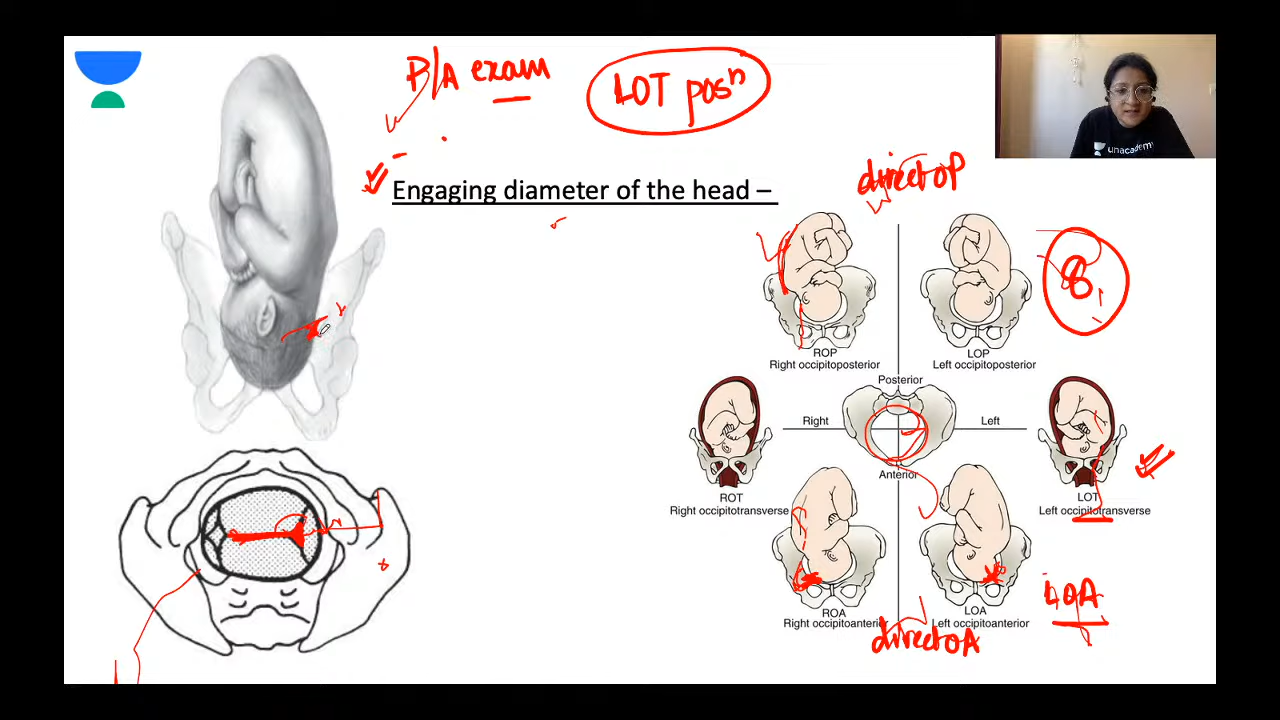 P/A exam
LOT posⁿ
unacademy
Engaging diameter of the head –
direct OP
8
ROP
Right occipitoposterior
LOP
Left occipitoposterior
Posterior
Right
Left
Anterior
ROT
Right occipitotransverse
LOT
Left occipitotransverse
ROA
Right occipitoanterior
LOA
Left occipitoanterior
LOA
direct OA